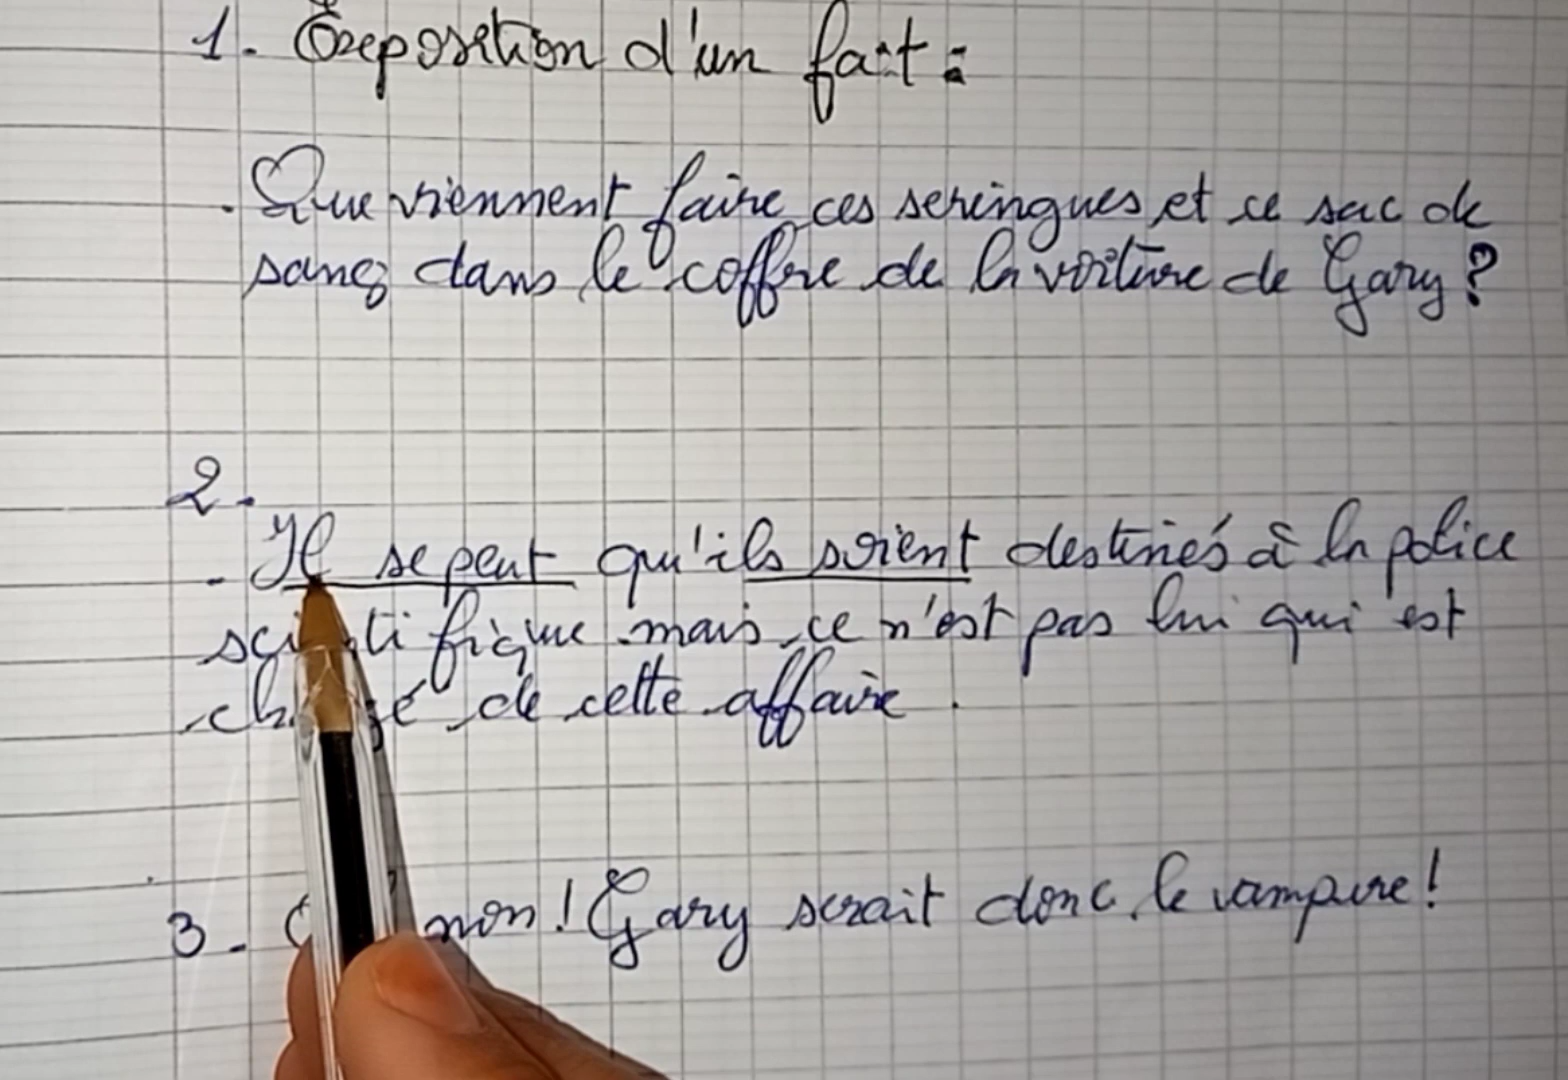 1. Exposition d'un fait :
. Que viennent faire ces seringues et ce sac de
sang dans le coffre de la voiture de Gary ?
2.
. Il se peut qu'ils soient destinés à la police
mais ce n'est pas lui qui est
de cette affaire.
3. non ! Gary serait donc le vampire !